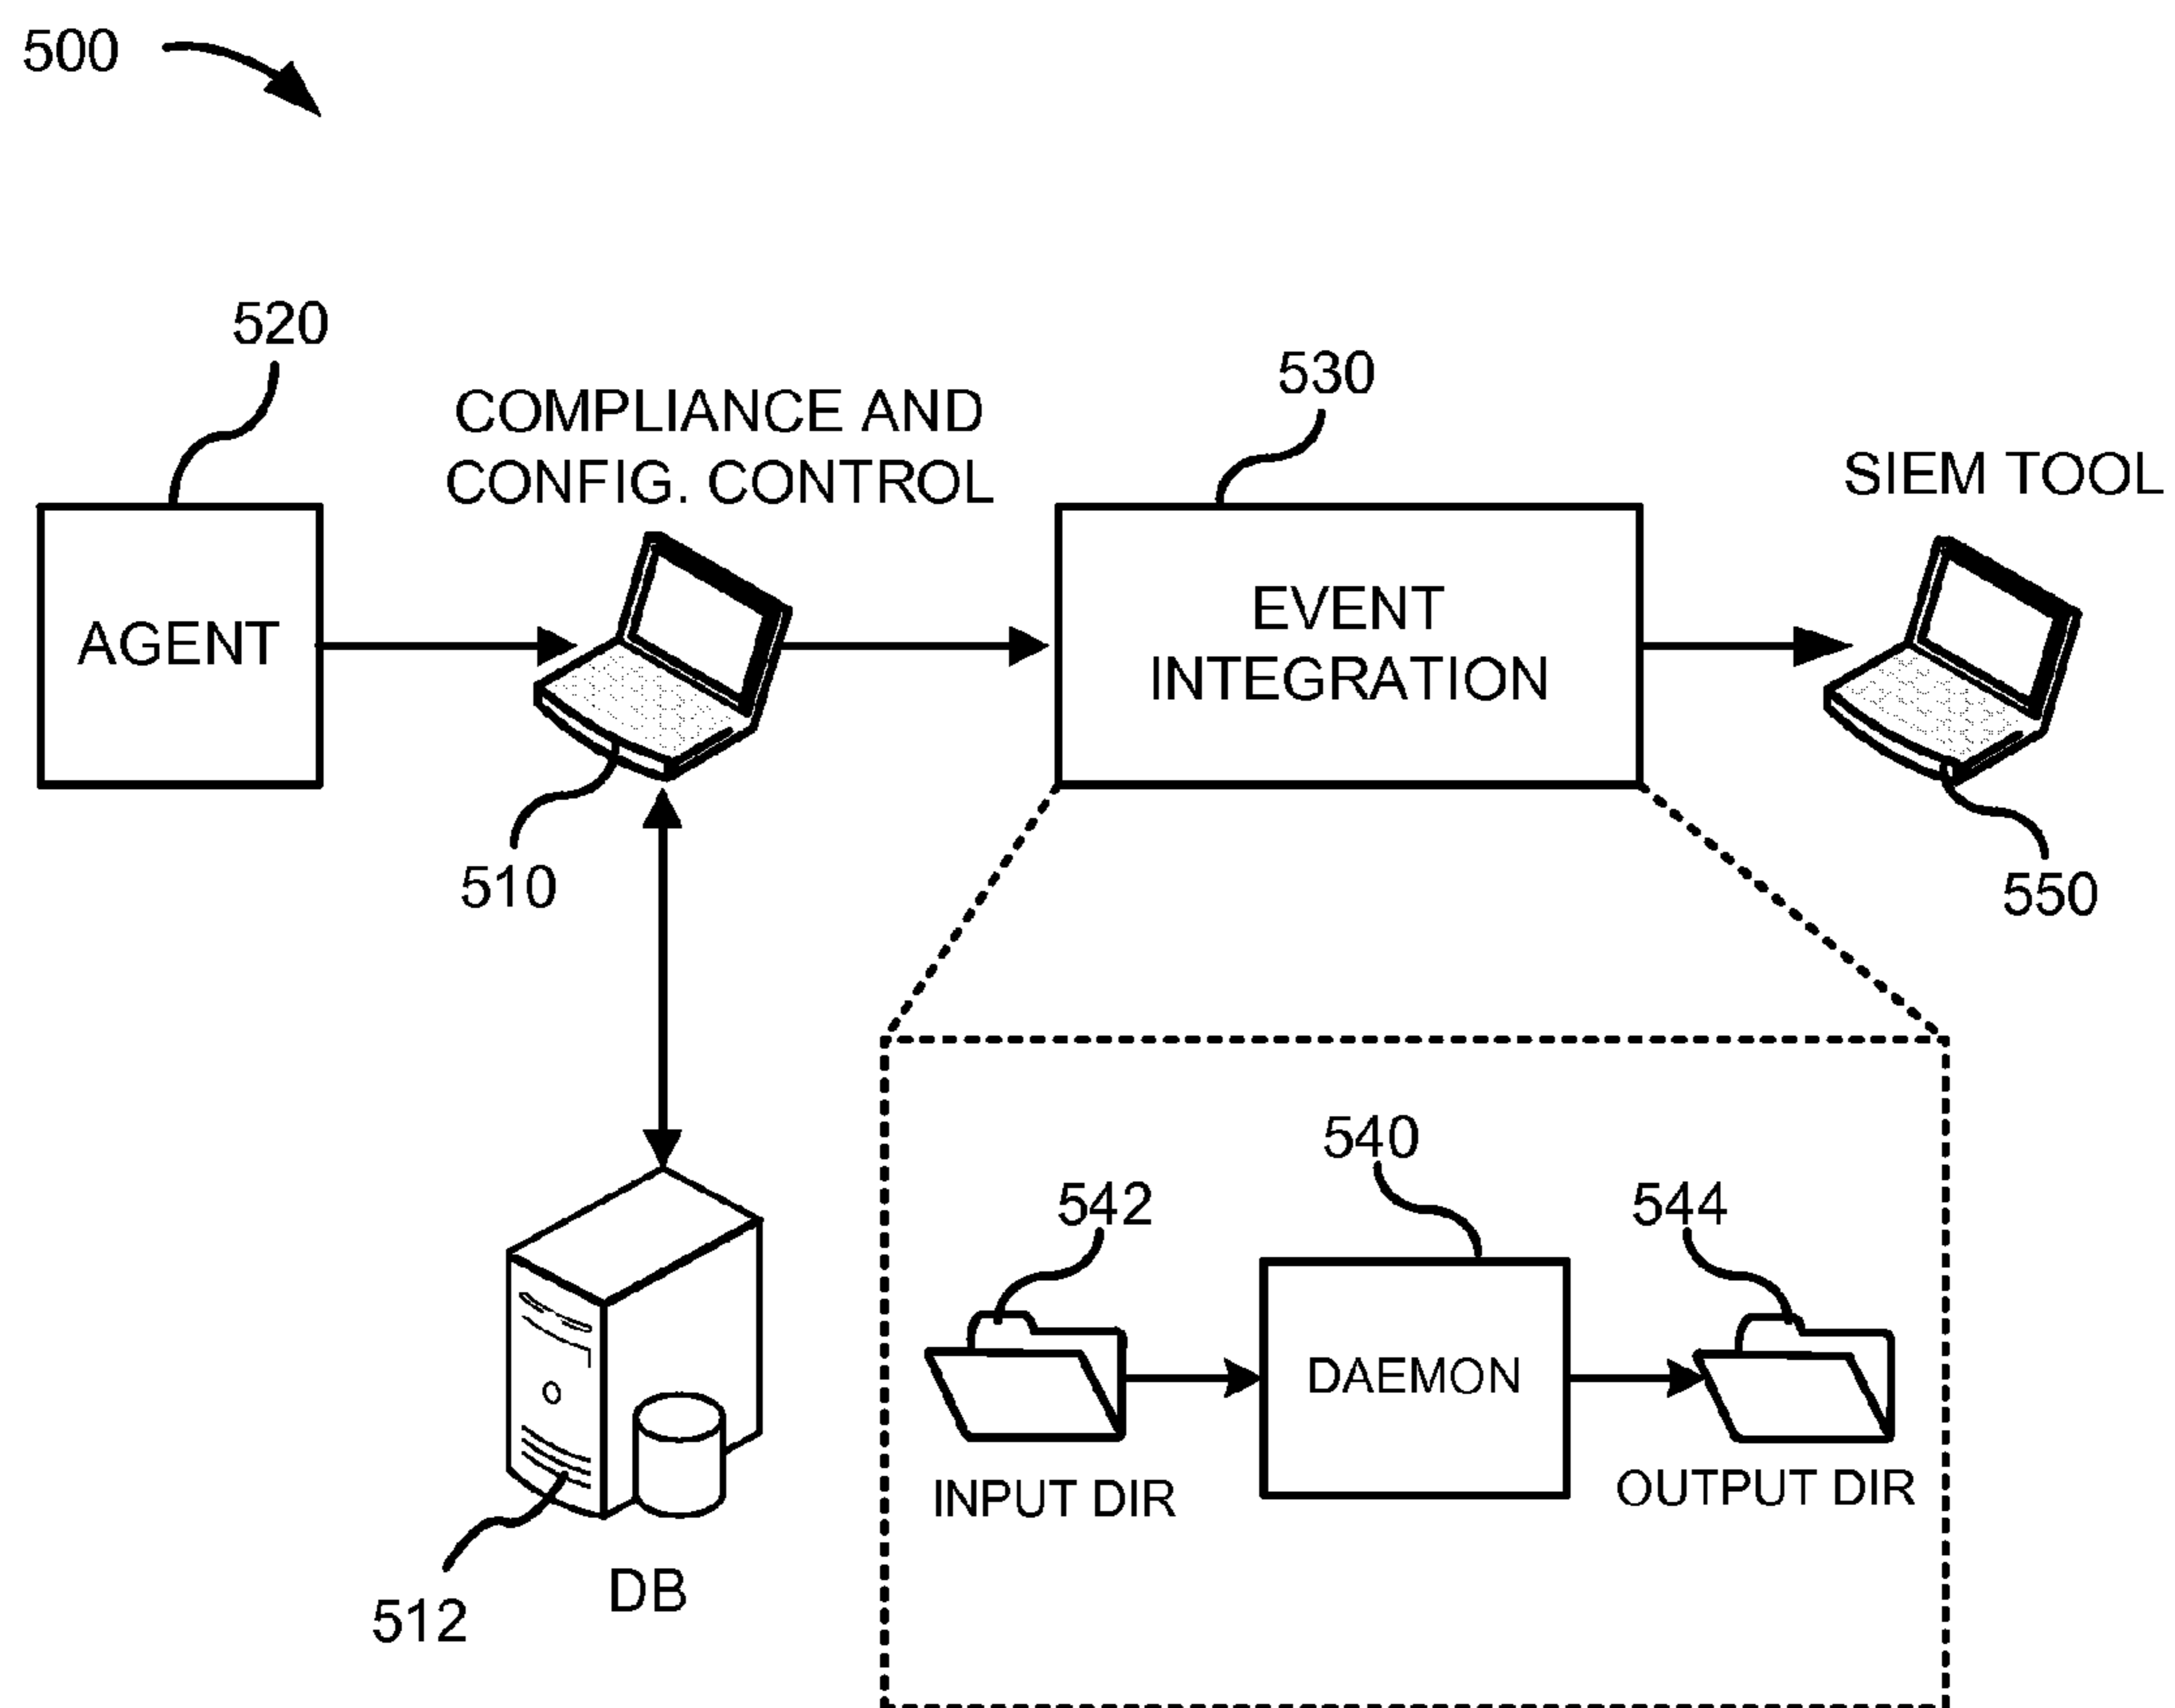 500
520
COMPLIANCE AND
CONFIG. CONTROL
530
SIEM TOOL
AGENT
EVENT
INTEGRATION
510
550
540
542
544
DAEMON
INPUT DIR
OUTPUT DIR
DB
512